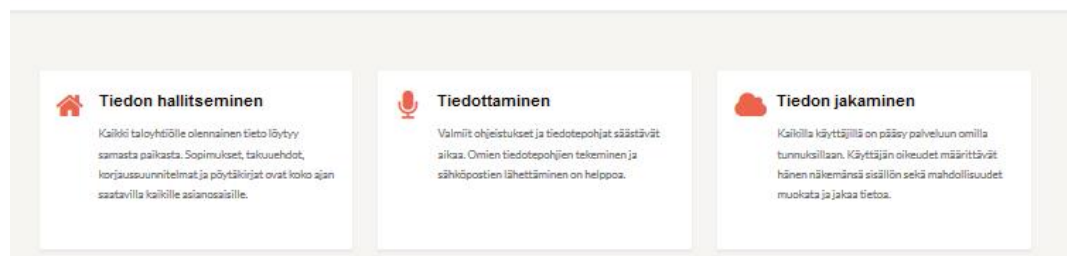 Tiedon hallitseminen
Kaikki taloyhtiölle olennainen tieto löytyy
samasta paikasta. Sopimukset, takuuehdot,
korjaussuunnitelmat ja pöytäkirjat ovat koko ajan
saatavilla kaikille asianosaisille.
Tiedottaminen
Valmiit ohjeistukset ja tiedotepohjat säästävät
aikaa. Omien tiedotepohjien tekeminen ja
sähköpostien lähettäminen on helppoa.
Tiedon jakaminen
Kaikilla käyttäjillä on pääsy palveluun omilla
tunnuksillaan. Käyttäjän oikeudet määrittävät
hänen näkemänsä sisällön sekä mahdollisuudet
muokata ja jakaa tietoa.